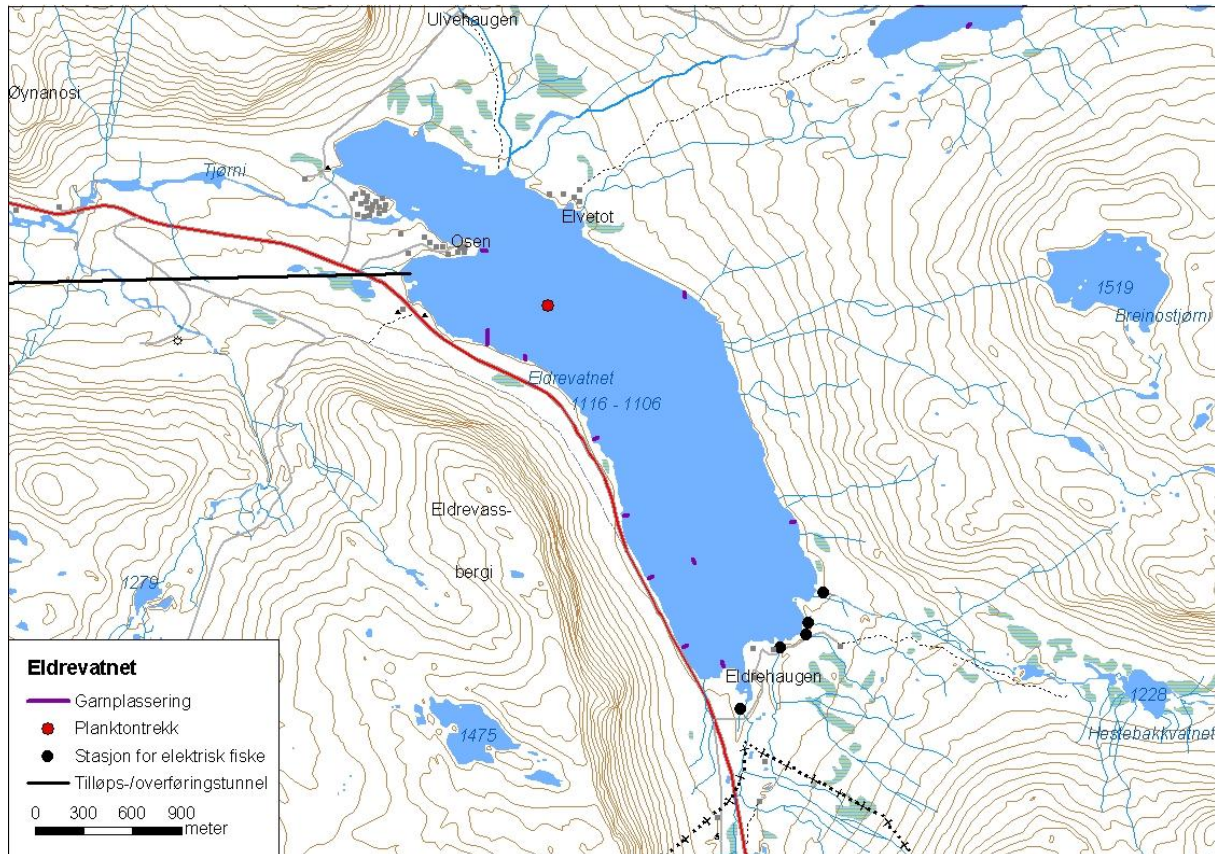 Ulvehaugen
Øynanosi
Tjørni
Elvetot
Osen
1519
Breinostjørni
Eldrevatnet
1116 - 1106
Eldrevass-
bergi
1279
Eldrehaugen
1228
Hestebakkvatnet
1475
Eldrevatnet
Garnplassering
Planktontrekk
Stasjon for elektrisk fiske
Tilløps-/overføringstunnel
0 300 600 900
meter